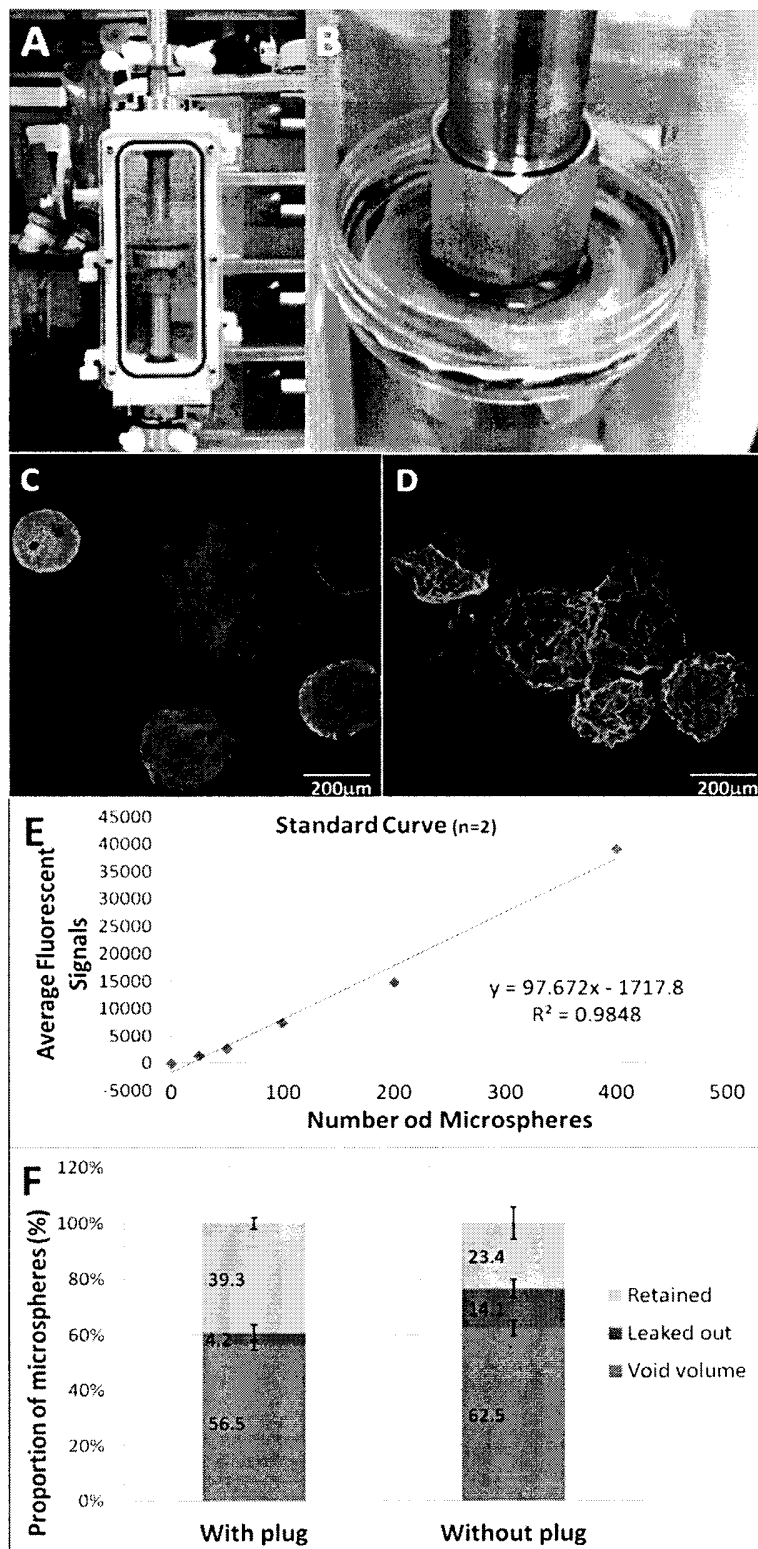 A
B
C
D
200μm
200μm
E
Standard Curve (n=2)
45000
40000
35000
30000
25000
20000
15000
10000
5000
0
-5000
Average Fluorescent
Signals
y = 97.672x - 1717.8
R² = 0.9848
0
100
200
300
400
500
Number od Microspheres
F
120%
100%
80%
60%
40%
20%
0%
Proportion of microspheres (%)
39.3
4.2
56.5
23.4
14.1
62.5
Retained
Leaked out
Void volume
With plug
Without plug